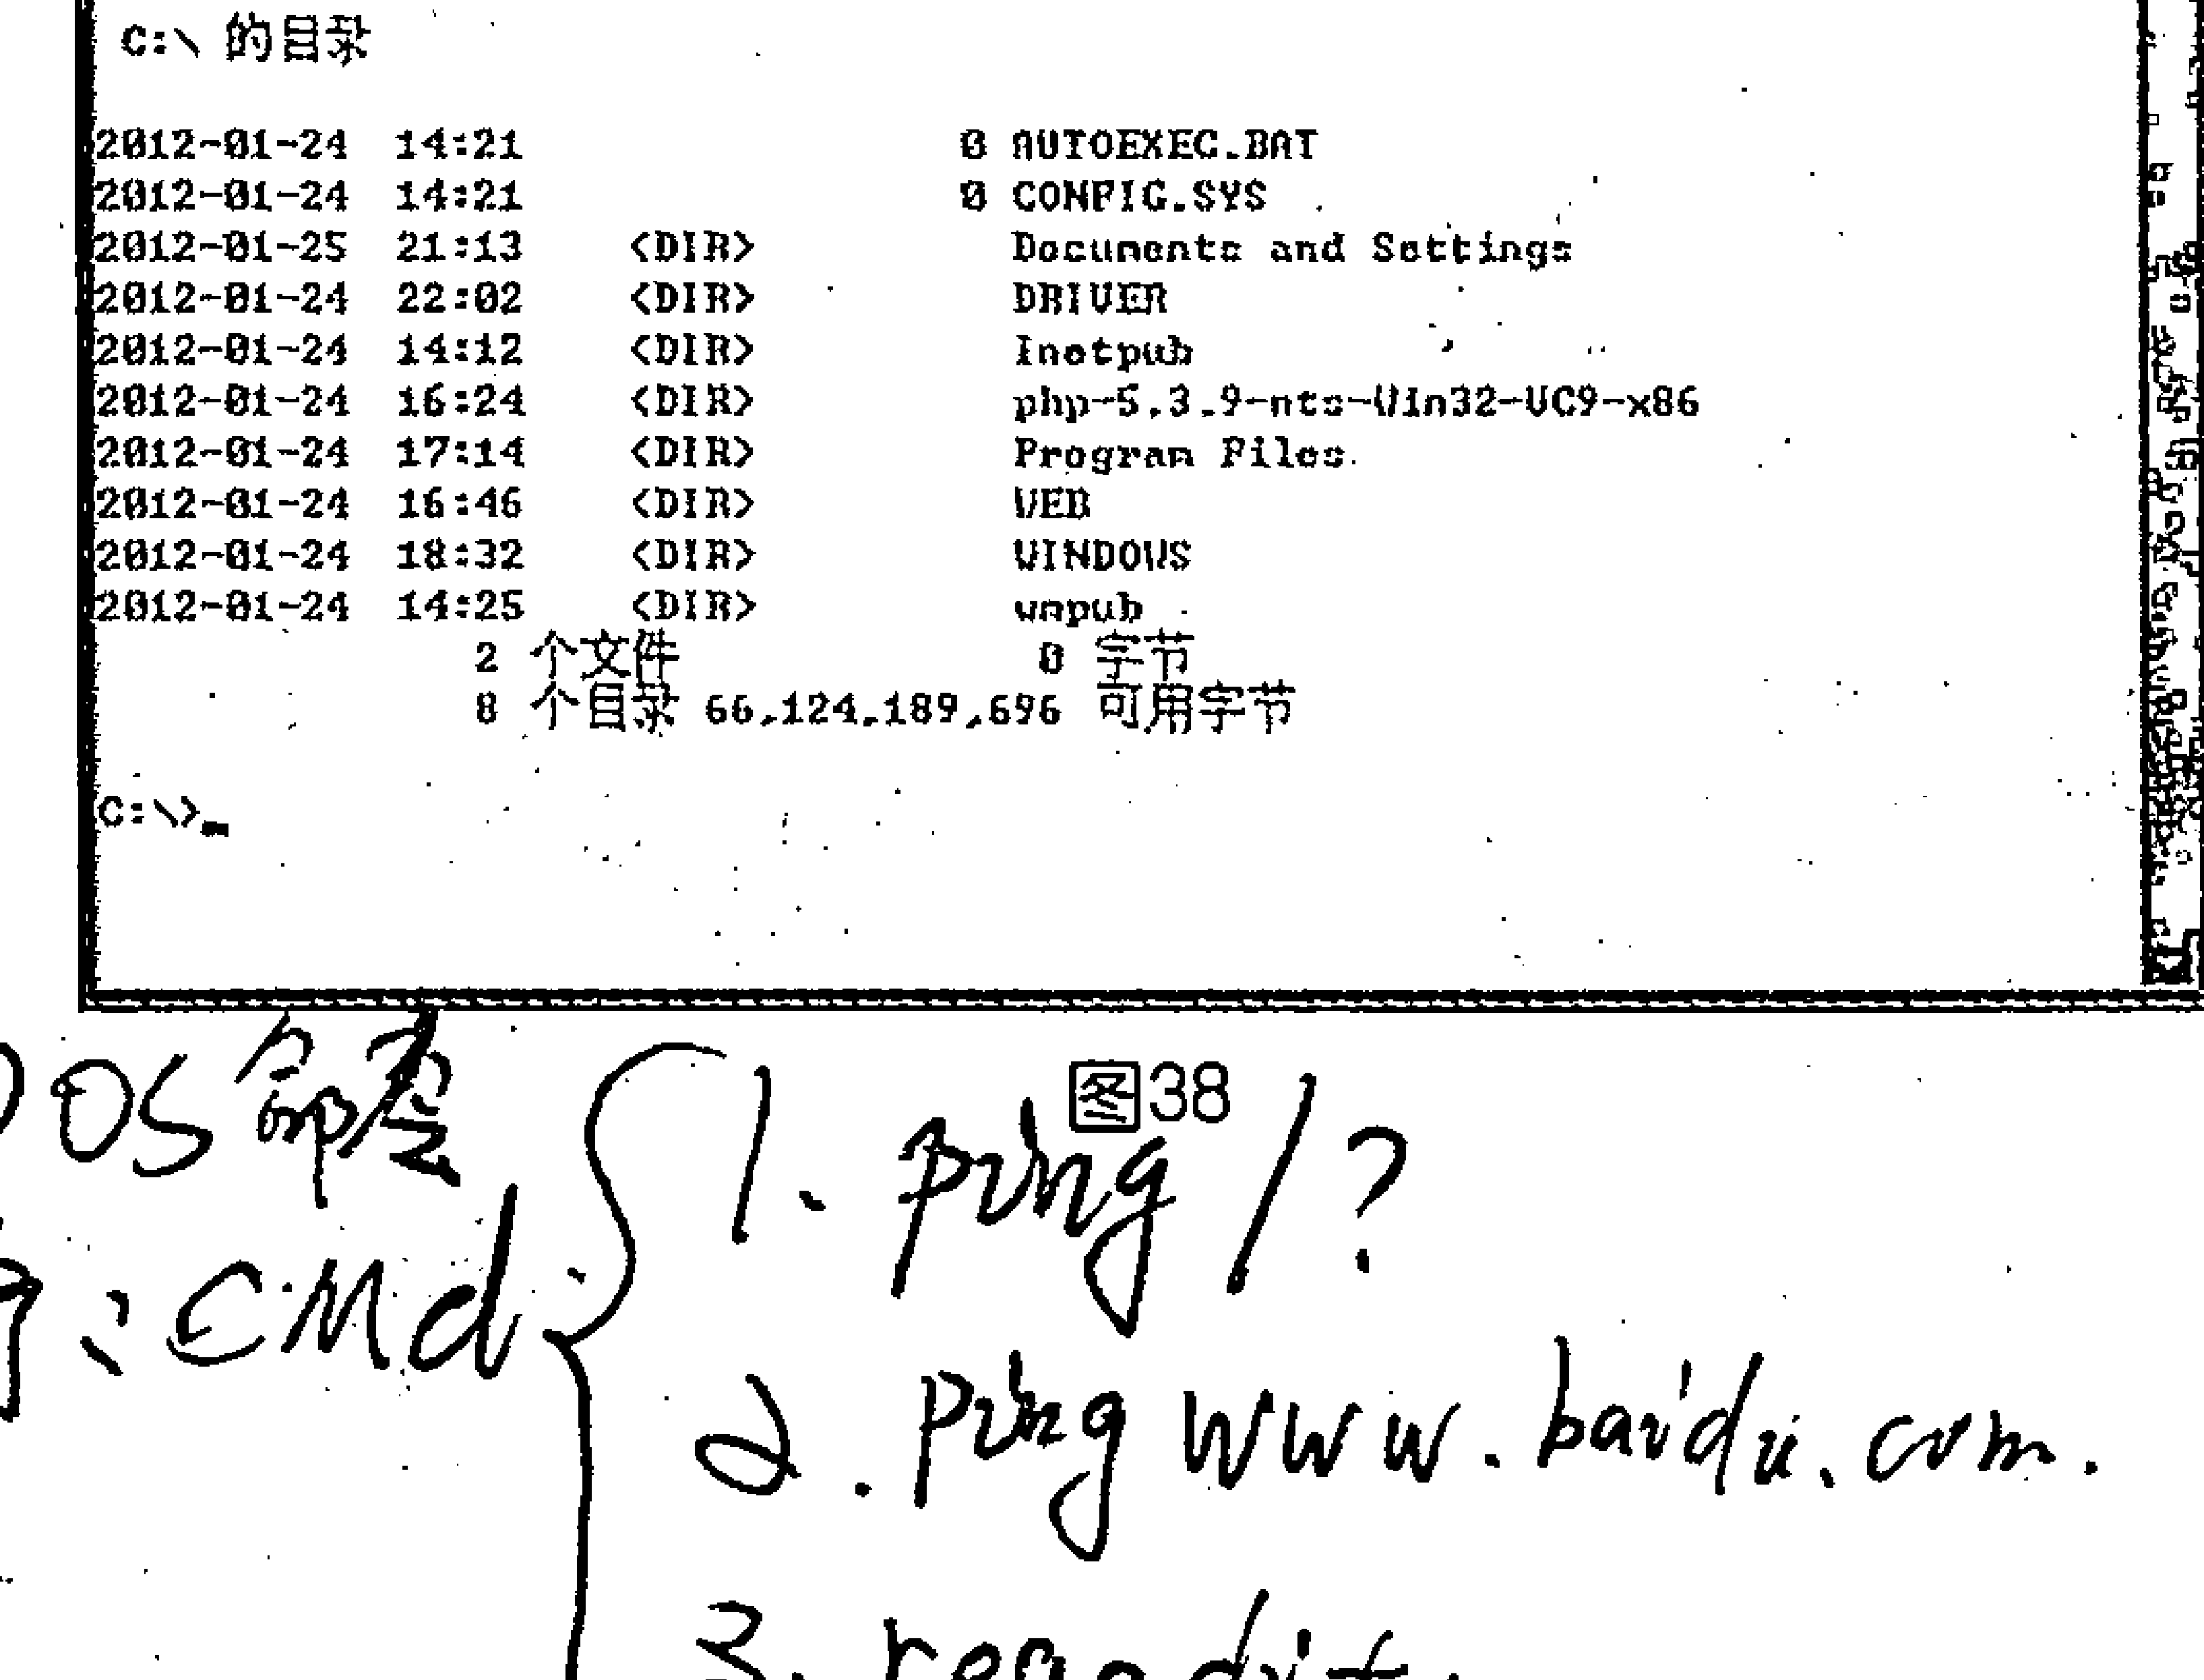 C:\ 的目录
2012-01-24 14:21 0 AUTOEXEC.BAT
2012-01-24 14:21 0 CONFIG.SYS
2012-01-25 21:13 <DIR> Documents and Settings
2012-01-24 22:02 <DIR> DRIVER
2012-01-24 14:12 <DIR> Inetpub
2012-01-24 16:24 <DIR> php-5.3.9-nts-Win32-VC9-x86
2012-01-24 17:14 <DIR> Program Files
2012-01-24 16:46 <DIR> WEB
2012-01-24 18:32 <DIR> WINDOWS
2012-01-24 14:25 <DIR> wmpub
2 个文件 0 字节
8 个目录 66,124,189,696 可用字节
C:\>_
图38
DOS命令
: CMd
1. Ping /?
2. Ping www.baidu.com.
3. regedit